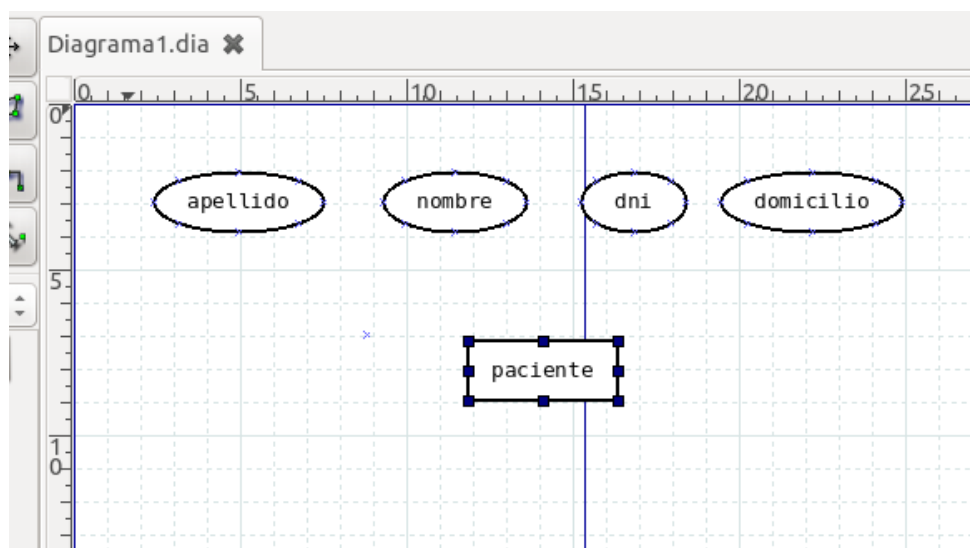 Diagrama1.dia
0 5 10 15 20 25
0
apellido nombre dni domicilio
5
paciente
10